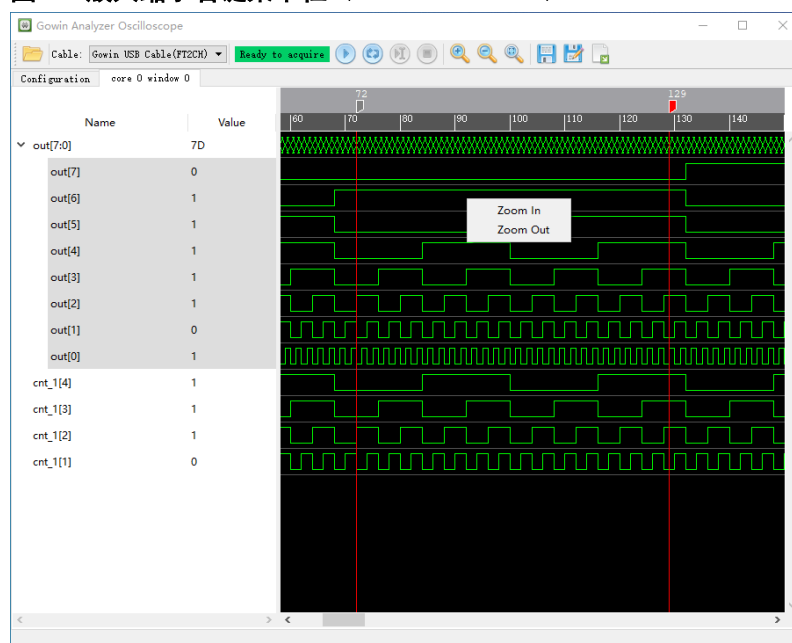 Gowin Analyzer Oscilloscope
Cable: Gowin USB Cable(FT2CH) Ready to acquire
Configuration core 0 window 0
72 129
Name Value 60 70 80 90 100 110 120 130 140
out[7:0] 7D
out[7] 0
out[6] 1
Zoom In
out[5] 1
Zoom Out
out[4] 1
out[3] 1
out[2] 1
out[1] 0
out[0] 1
cnt_1[4] 1
cnt_1[3] 1
cnt_1[2] 1
cnt_1[1] 0